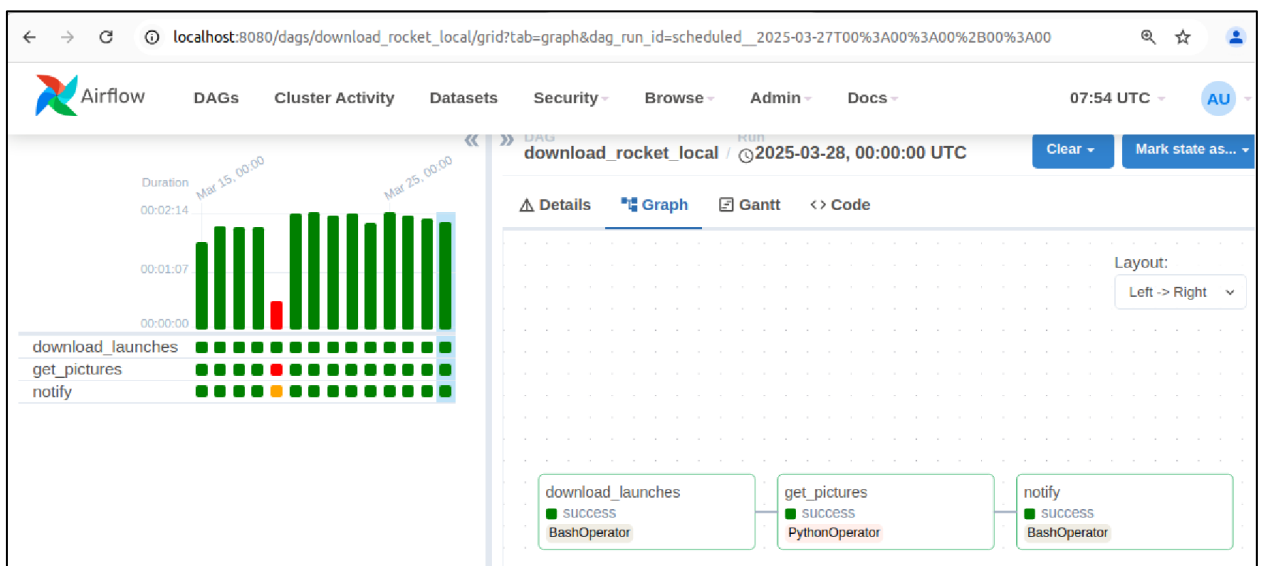 localhost:8080/dags/download_rocket_local/grid?tab=graph&dag_run_id=scheduled__2025-03-27T00%3A00%3A00%2B00%3A00
Airflow DAGs Cluster Activity Datasets Security Browse Admin Docs 07:54 UTC AU
DAG Run
download_rocket_local / 2025-03-28, 00:00:00 UTC Clear Mark state as...
Duration Mar 15, 00:00 Mar 25, 00:00
00:02:14
00:01:07
00:00:00
download_launches
get_pictures
notify
Details Graph Gantt <> Code
Layout:
Left -> Right
download_launches
success
BashOperator
get_pictures
success
PythonOperator
notify
success
BashOperator